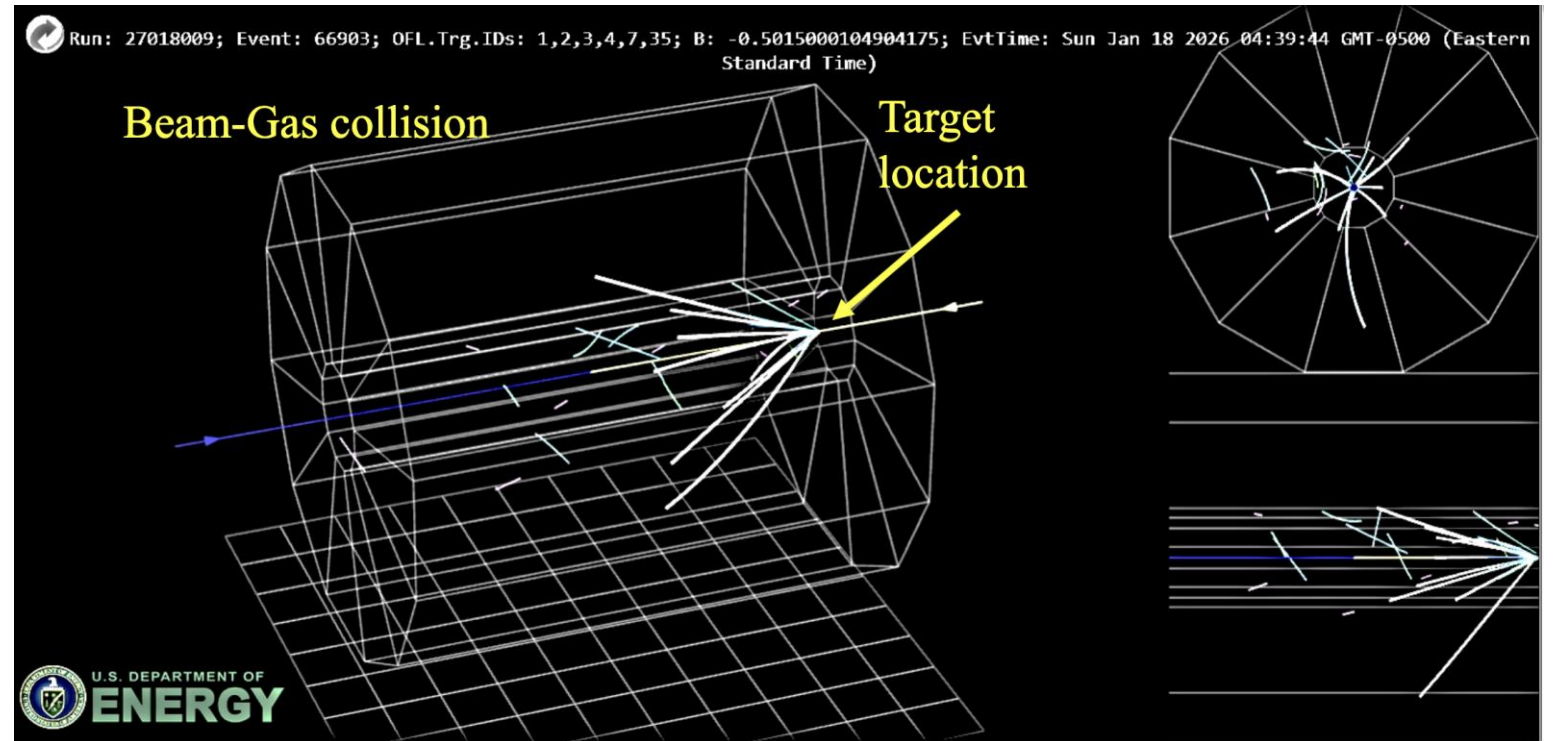 Run: 27018009; Event: 66903; OFL.Trg.IDs: 1,2,3,4,7,35; B: -0.5015000104904175; EvtTime: Sun Jan 18 2026 04:39:44 GMT-0500 (Eastern
Standard Time)
Beam-Gas collision
Target
location
U.S. DEPARTMENT OF
ENERGY